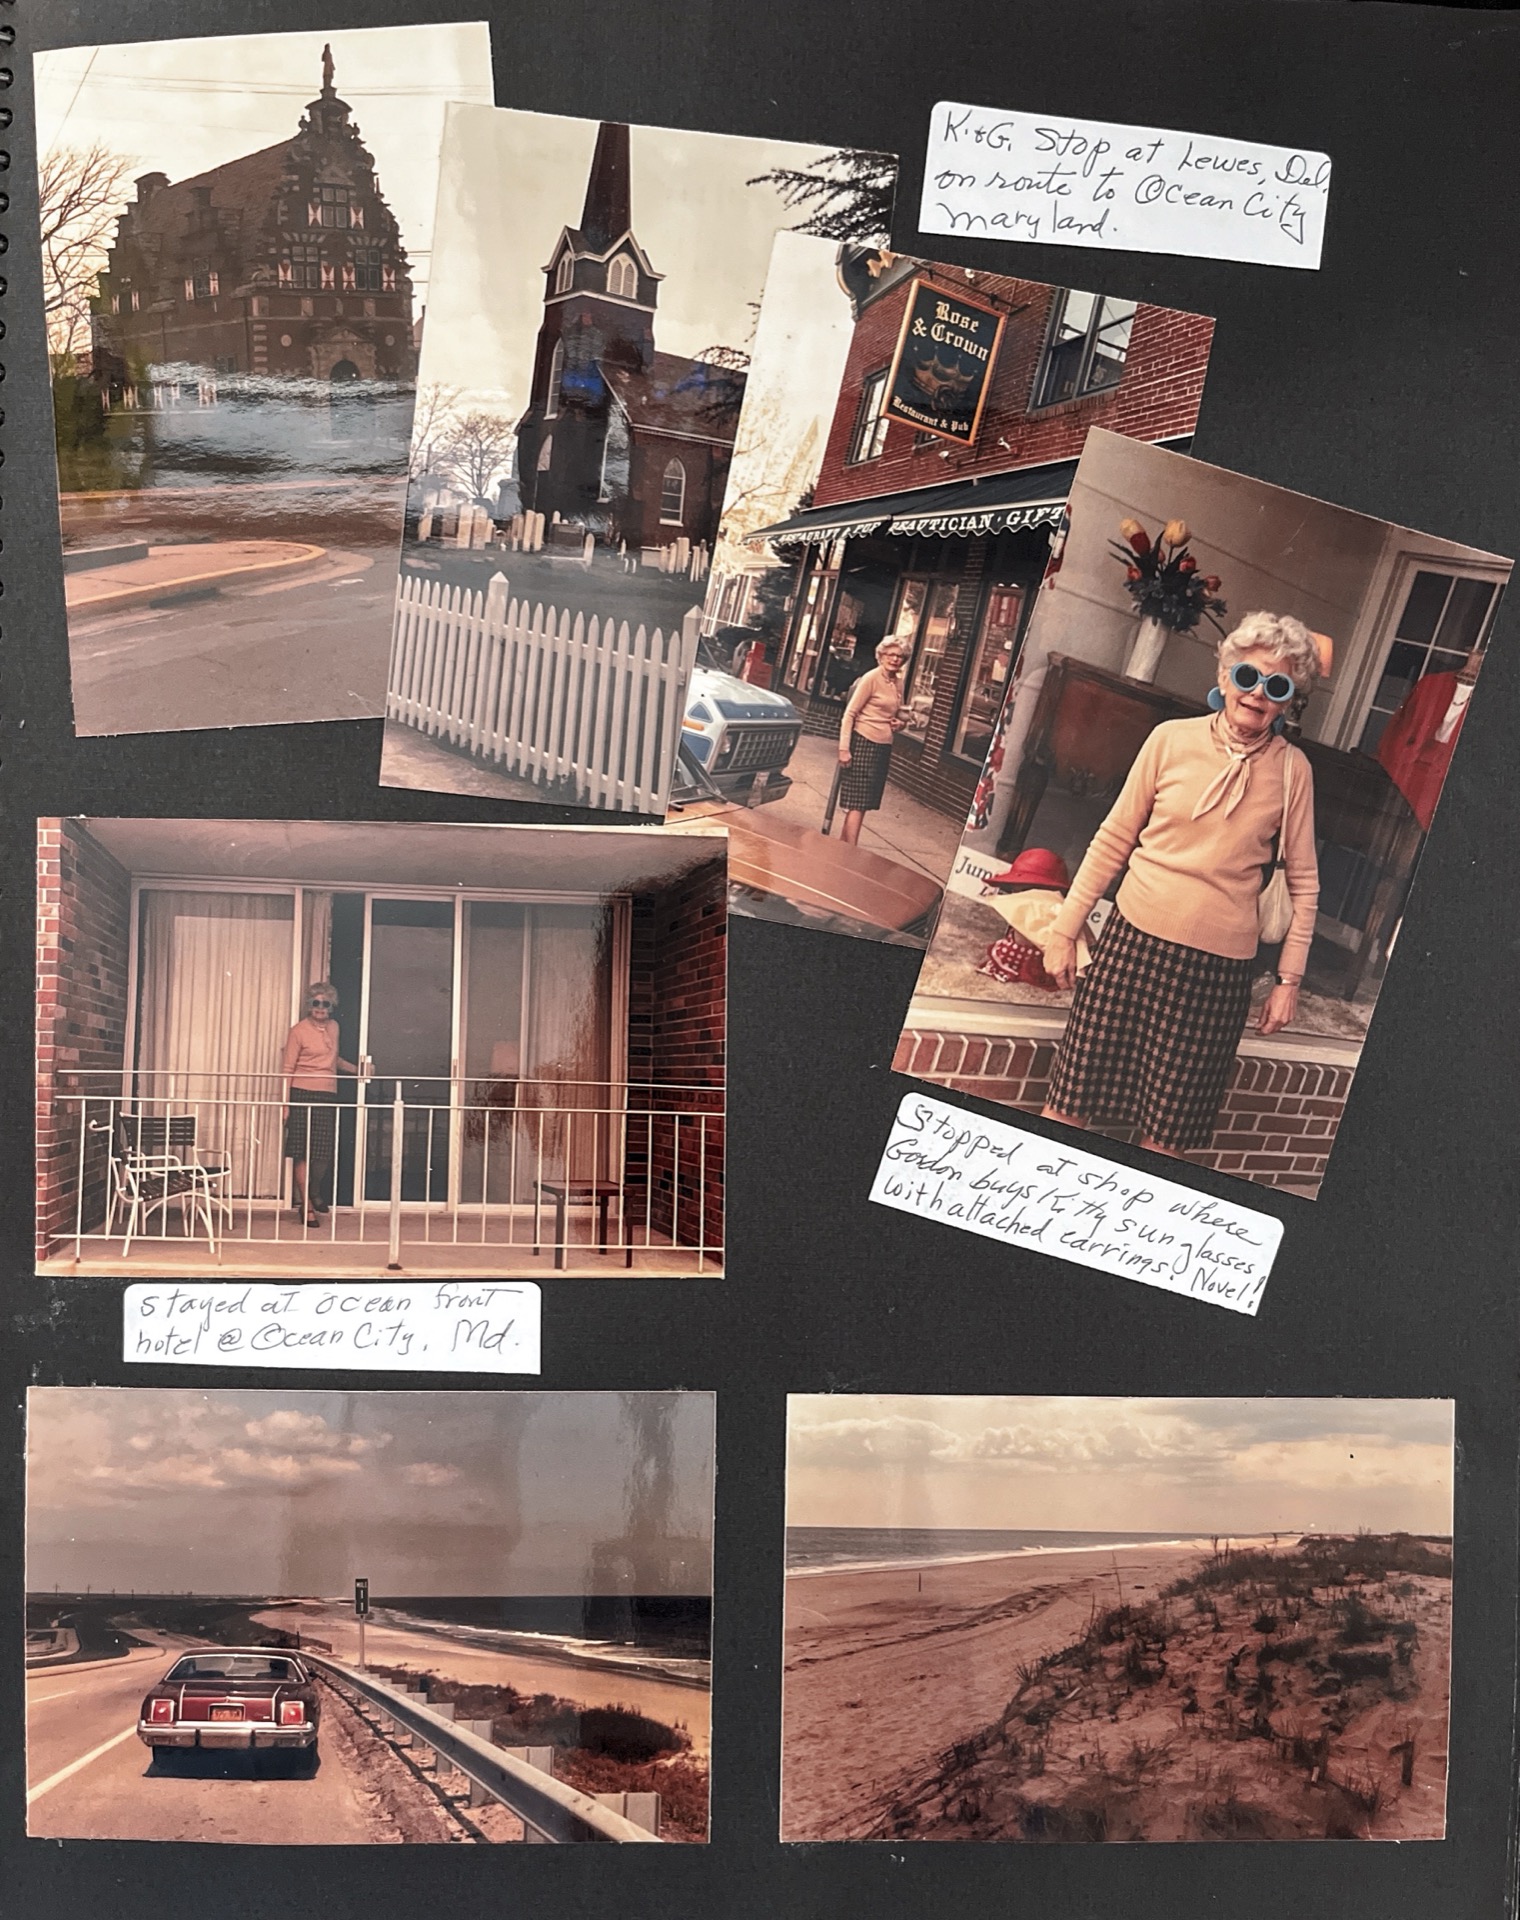 K. & G. Stop at Lewes, Del.
on route to Ocean City
Maryland.
Rose
& Crown
Restaurant & Pub
RESTAURANT & PUB BEAUTICIAN · GIFT
Jum
e
Stopped at shop where
Gordon buys Kitty sunglasses
with attached earrings. Novel!
stayed at ocean front
hotel @ Ocean City, Md.
MILE